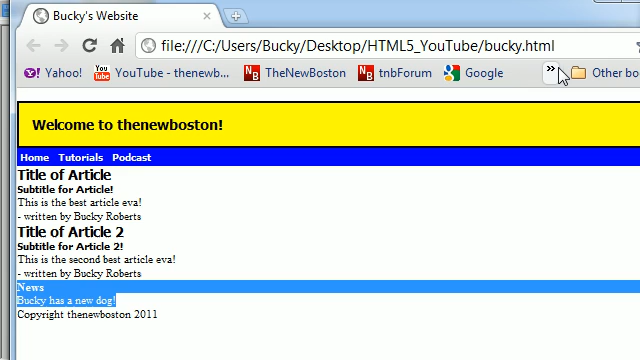 Bucky's Website
file:///C:/Users/Bucky/Desktop/HTML5_YouTube/bucky.html
Yahoo! YouTube - thenewb... TheNewBoston tnbForum Google » Other bo
Welcome to thenewboston!
Home Tutorials Podcast
Title of Article
Subtitle for Article!
This is the best article eva!
- written by Bucky Roberts
Title of Article 2
Subtitle for Article 2!
This is the second best article eva!
- written by Bucky Roberts
News
Bucky has a new dog!
Copyright thenewboston 2011